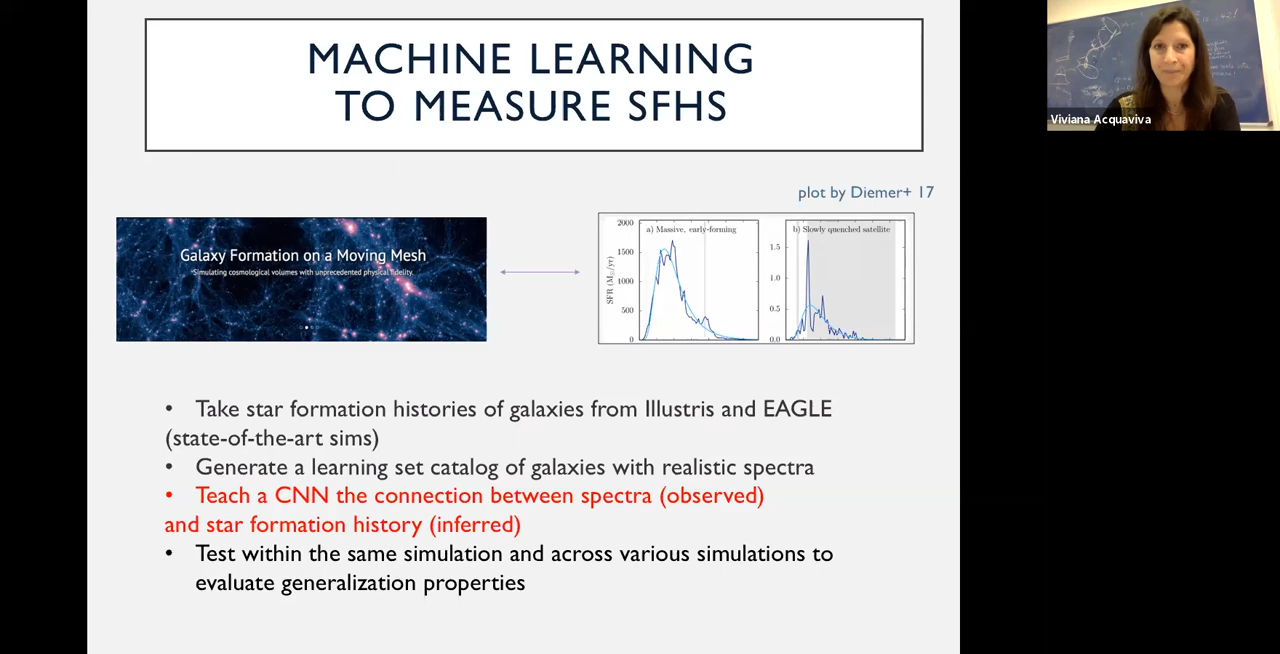 MACHINE LEARNING
TO MEASURE SFHS
Viviana Acquaviva
plot by Diemer+ 17
Galaxy Formation on a Moving Mesh
"Simulating cosmological volumes with unprecedented physical fidelity.
2000
1500
1000
500
0
SFR (M☉/yr)
a) Massive, early-forming
1.5
1.0
0.5
0.0
b) Slowly quenched satellite
• Take star formation histories of galaxies from Illustris and EAGLE
(state-of-the-art sims)
• Generate a learning set catalog of galaxies with realistic spectra
• Teach a CNN the connection between spectra (observed)
and star formation history (inferred)
• Test within the same simulation and across various simulations to
evaluate generalization properties